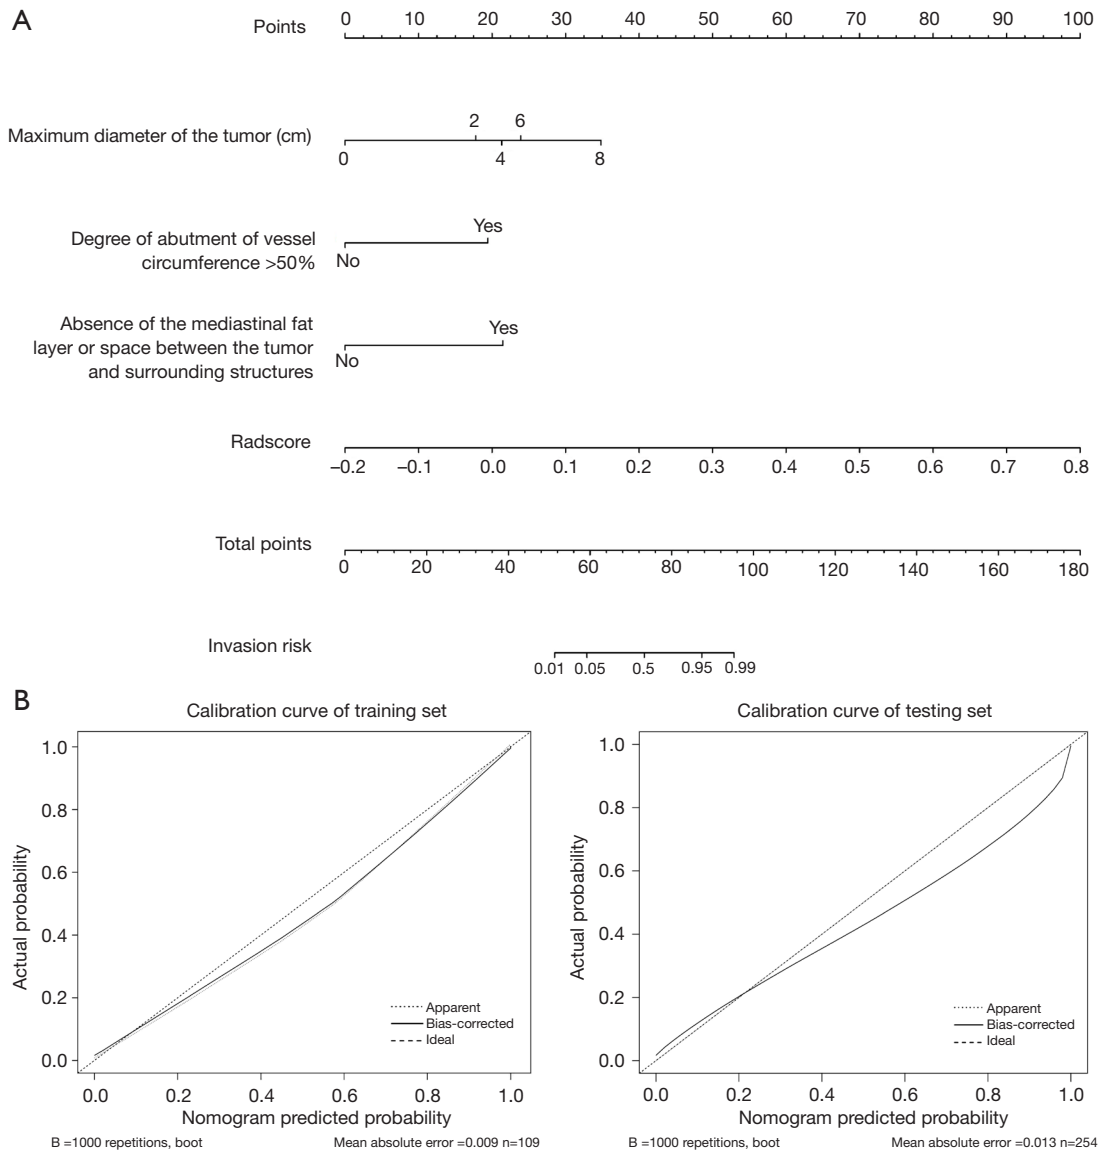 A
Points
0 10 20 30 40 50 60 70 80 90 100
2 6
Maximum diameter of the tumor (cm)
0 4 8
Yes
Degree of abutment of vessel
circumference >50%
No
Absence of the mediastinal fat
layer or space between the tumor
and surrounding structures
Yes
No
Radscore
–0.2 –0.1 0.0 0.1 0.2 0.3 0.4 0.5 0.6 0.7 0.8
Total points
0 20 40 60 80 100 120 140 160 180
Invasion risk
0.01 0.05 0.5 0.95 0.99
B
Calibration curve of training set
Actual probability
1.0
0.8
0.6
0.4
0.2
0.0
Apparent
Bias-corrected
Ideal
0.0 0.2 0.4 0.6 0.8 1.0
Nomogram predicted probability
B =1000 repetitions, boot
Mean absolute error =0.009 n=109
Calibration curve of testing set
Actual probability
1.0
0.8
0.6
0.4
0.2
0.0
Apparent
Bias-corrected
Ideal
0.0 0.2 0.4 0.6 0.8 1.0
Nomogram predicted probability
B =1000 repetitions, boot
Mean absolute error =0.013 n=254